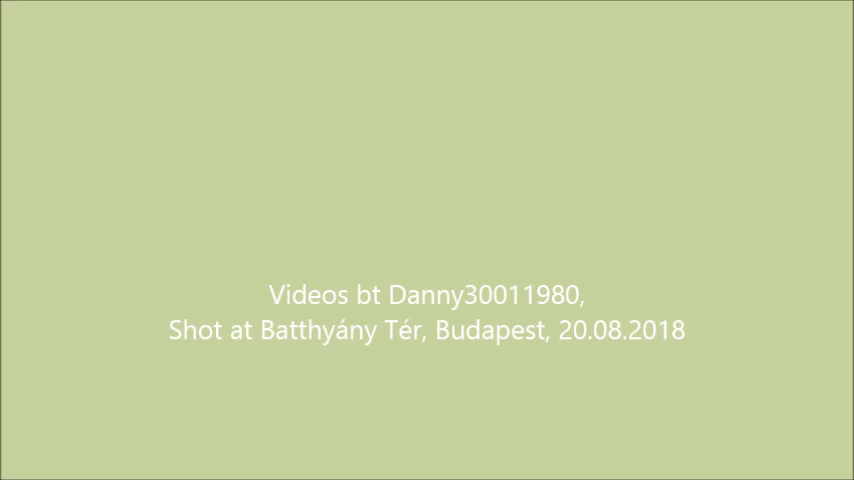 Videos bt Danny30011980,
Shot at Batthyány Tér, Budapest, 20.08.2018